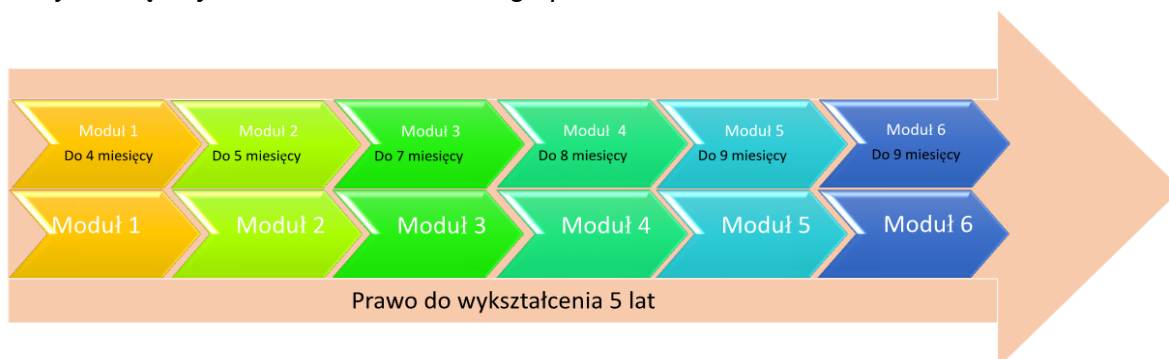 Moduł 1
Do 4 miesięcy
Moduł 2
Do 5 miesięcy
Moduł 3
Do 7 miesięcy
Moduł 4
Do 8 miesięcy
Moduł 5
Do 9 miesięcy
Moduł 6
Do 9 miesięcy
Moduł 1
Moduł 2
Moduł 3
Moduł 4
Moduł 5
Moduł 6
Prawo do wykształcenia 5 lat